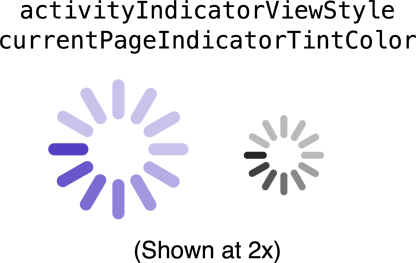 activityIndicatorViewStyle
currentPageIndicatorTintColor
(Shown at 2x)